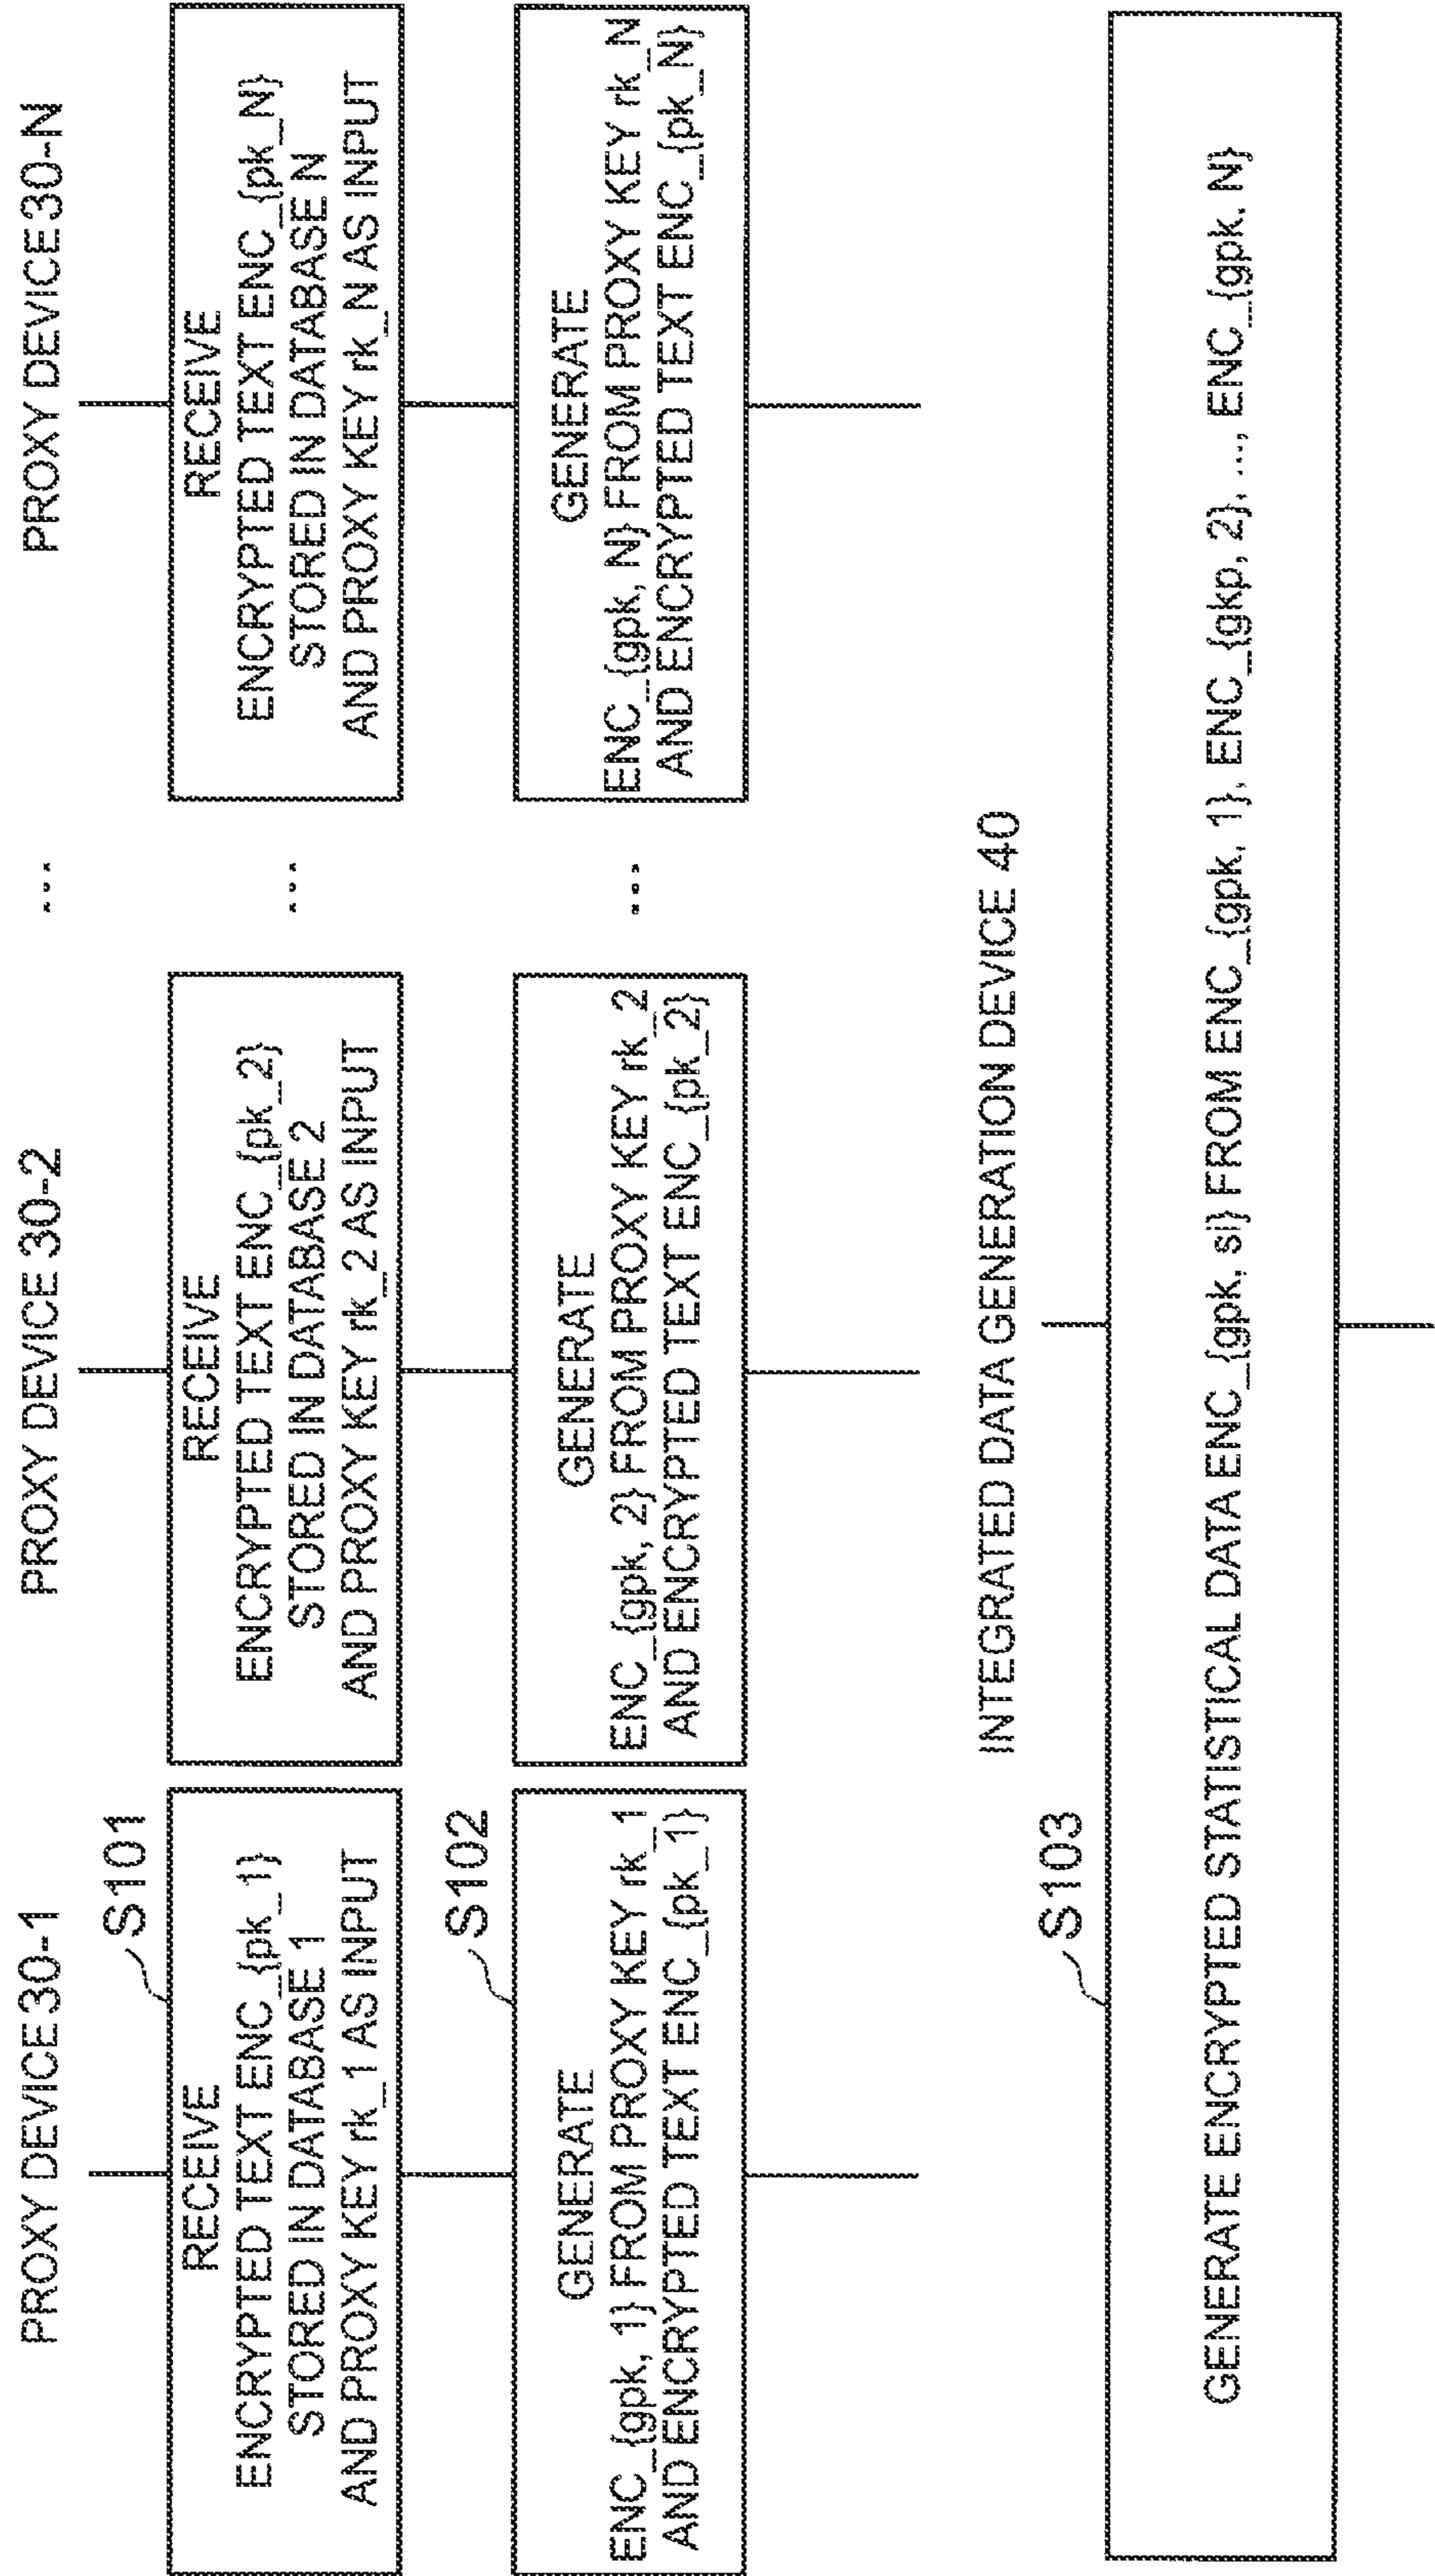 PROXY DEVICE30-1
PROXY DEVICE 30-2
...
PROXY DEVICE30-N
S101
RECEIVE
ENCRYPTED TEXT ENC_{pk_1}
STORED IN DATABASE 1
AND PROXY KEY rk_1 AS INPUT
RECEIVE
ENCRYPTED TEXT ENC_{pk_2}
STORED IN DATABASE 2
AND PROXY KEY rk_2 AS INPUT
...
RECEIVE
ENCRYPTED TEXT ENC_{pk_N}
STORED IN DATABASE N
AND PROXY KEY rk_N AS INPUT
S102
GENERATE
ENC_{gpk, 1} FROM PROXY KEY rk_1
AND ENCRYPTED TEXT ENC_{pk_1}
GENERATE
ENC_{gpk, 2} FROM PROXY KEY rk_2
AND ENCRYPTED TEXT ENC_{pk_2}
...
GENERATE
ENC_{gpk, N} FROM PROXY KEY rk_N
AND ENCRYPTED TEXT ENC_{pk_N}
INTEGRATED DATA GENERATION DEVICE 40
S103
GENERATE ENCRYPTED STATISTICAL DATA ENC_{gpk, si} FROM ENC_{gpk, 1}, ENC_{gkp, 2}, ..., ENC_{gpk, N}